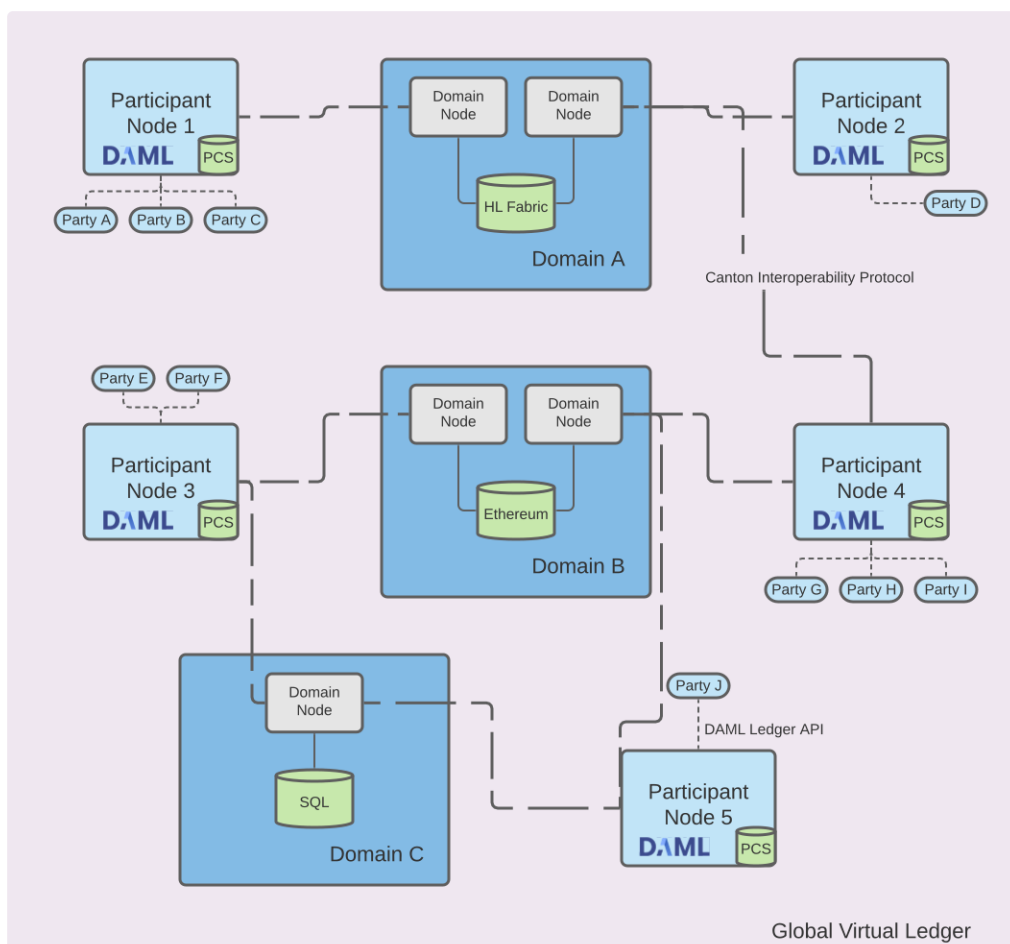 Participant
Node 1
DAML
PCS
Party A
Party B
Party C
Domain
Node
Domain
Node
HL Fabric
Domain A
Participant
Node 2
DAML
PCS
Party D
Canton Interoperability Protocol
Party E
Party F
Participant
Node 3
DAML
PCS
Domain
Node
Domain
Node
Ethereum
Domain B
Participant
Node 4
DAML
PCS
Party G
Party H
Party I
Domain
Node
SQL
Domain C
Party J
DAML Ledger API
Participant
Node 5
DAML
PCS
Global Virtual Ledger